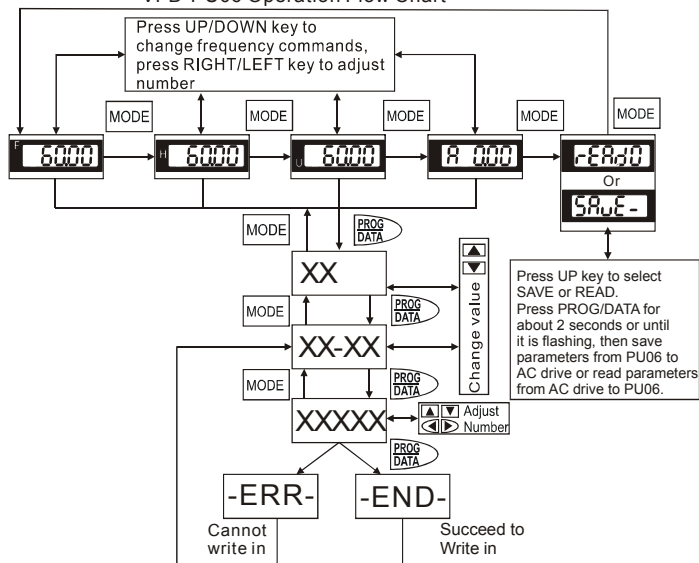 VFD-PU06 Operation Flow Chart
Press UP/DOWN key to
change frequency commands,
press RIGHT/LEFT key to adjust
number
MODE
MODE
MODE
MODE
MODE
F 60.00
H 60.00
U 60.00
A 0.00
rEAd0
Or
SAvE-
MODE
PROG
DATA
XX
Press UP key to select
SAVE or READ.
Press PROG/DATA for
about 2 seconds or until
it is flashing, then save
parameters from PU06 to
AC drive or read parameters
from AC drive to PU06.
Change value
MODE
PROG
DATA
XX-XX
MODE
PROG
DATA
XXXXX
Adjust
Number
PROG
DATA
-ERR-
-END-
Cannot
write in
Succeed to
Write in